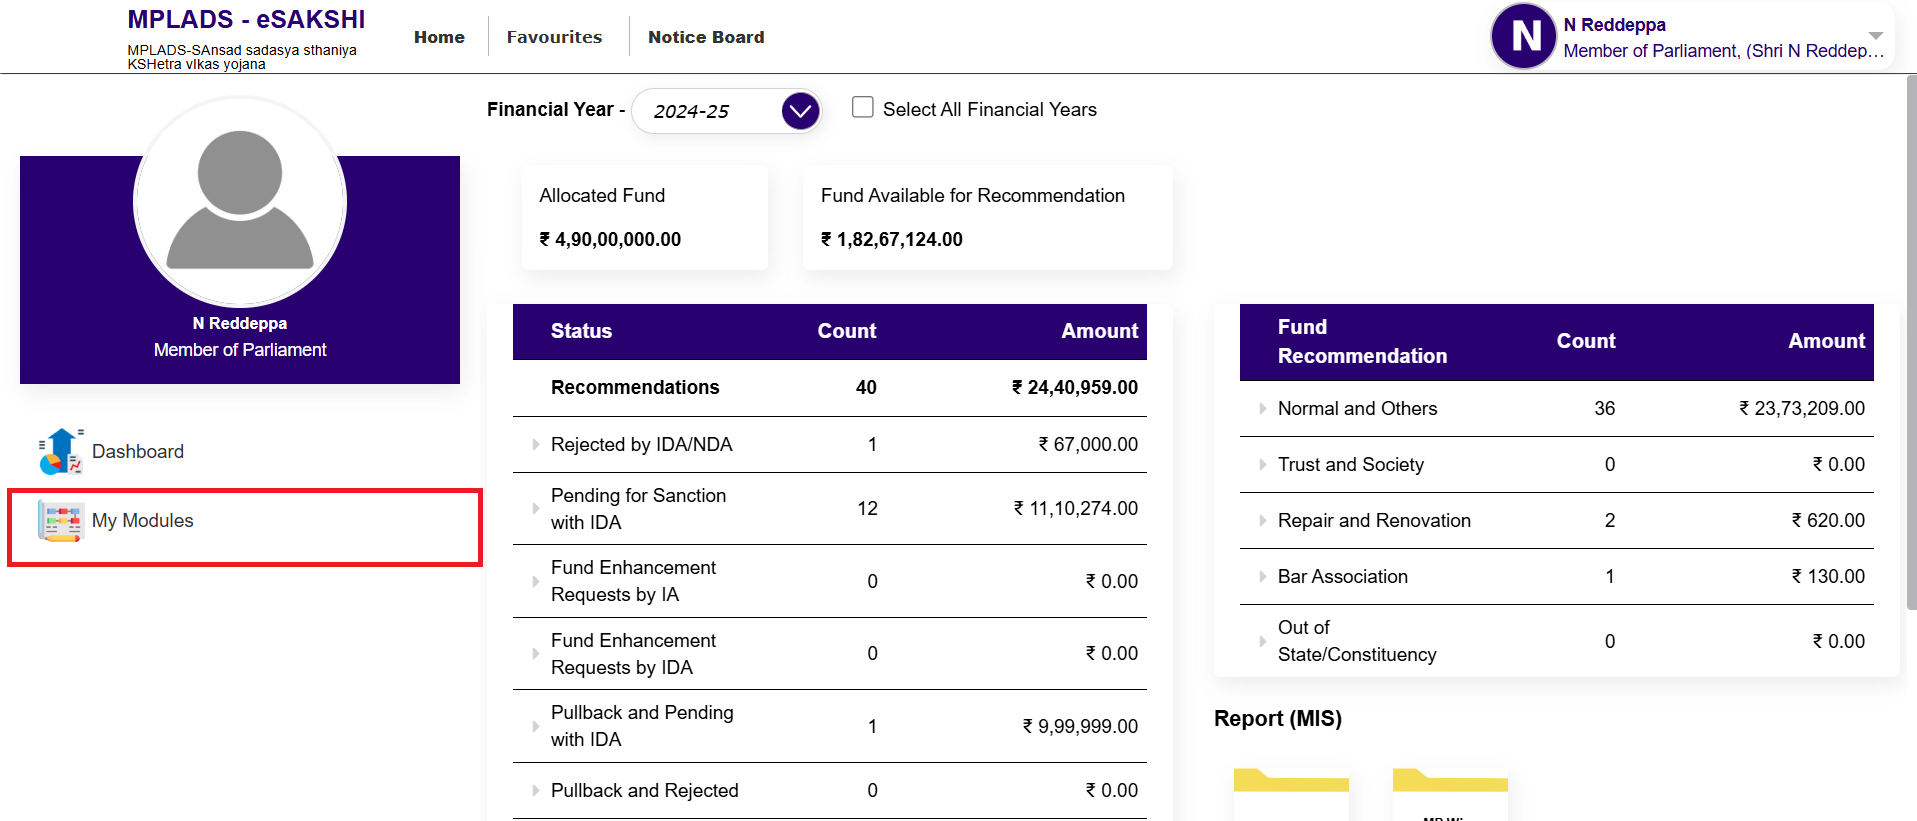 MPLADS - eSAKSHI
MPLADS-SAnsad sadasya sthaniya
KSHetra vIkas yojana
Home
Favourites
Notice Board
N
N Reddeppa
Member of Parliament, (Shri N Reddep...
Financial Year -
2024-25
Select All Financial Years
N Reddeppa
Member of Parliament
Dashboard
My Modules
Allocated Fund
₹ 4,90,00,000.00
Fund Available for Recommendation
₹ 1,82,67,124.00
Status Count Amount
Recommendations 40 ₹ 24,40,959.00
Rejected by IDA/NDA 1 ₹ 67,000.00
Pending for Sanction
with IDA 12 ₹ 11,10,274.00
Fund Enhancement
Requests by IA 0 ₹ 0.00
Fund Enhancement
Requests by IDA 0 ₹ 0.00
Pullback and Pending
with IDA 1 ₹ 9,99,999.00
Pullback and Rejected 0 ₹ 0.00
Fund
Recommendation Count Amount
Normal and Others 36 ₹ 23,73,209.00
Trust and Society 0 ₹ 0.00
Repair and Renovation 2 ₹ 620.00
Bar Association 1 ₹ 130.00
Out of
State/Constituency 0 ₹ 0.00
Report (MIS)